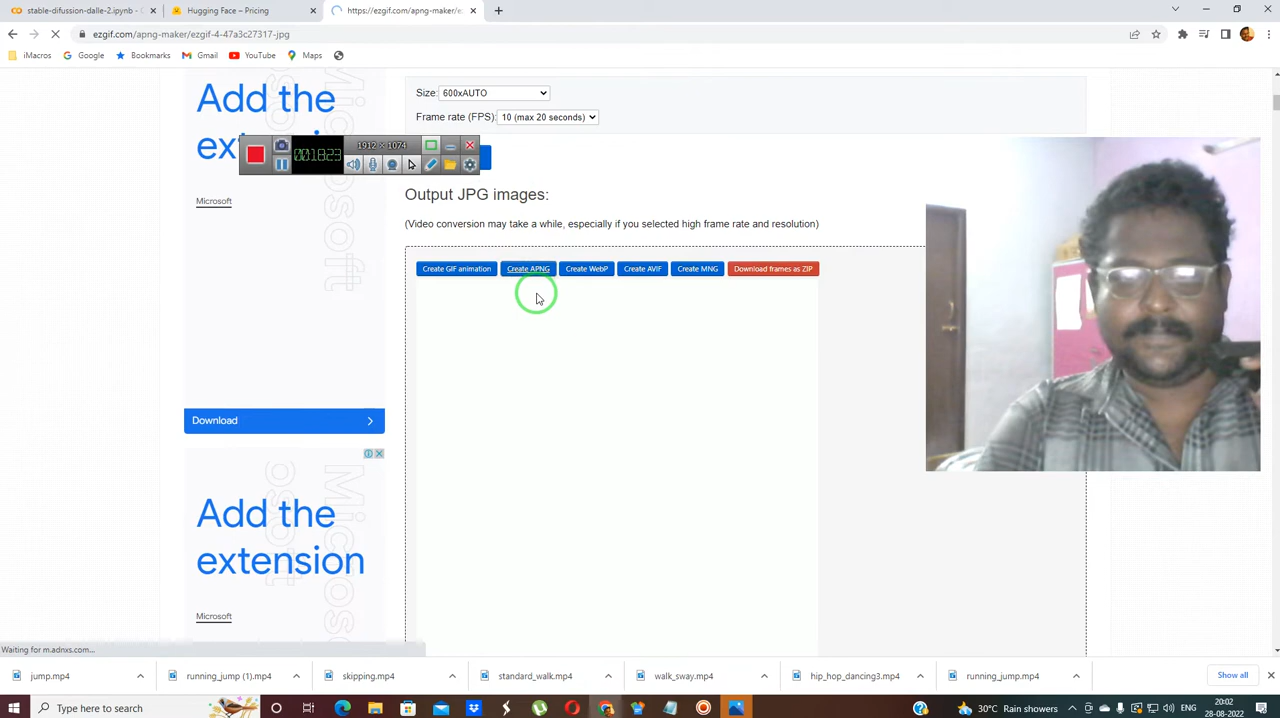 stable-difussion-dalle-2.ipynb - C
Hugging Face – Pricing
https://ezgif.com/apng-maker/e
ezgif.com/apng-maker/ezgif-4-47a3c27317-jpg
iMacros
Google
Bookmarks
Gmail
YouTube
Maps
Size: 600xAUTO
Frame rate (FPS): 10 (max 20 seconds)
Add the
1912 × 1074
00:18:23
Microsoft
Output JPG images:
(Video conversion may take a while, especially if you selected high frame rate and resolution)
Create GIF animation
Create APNG
Create WebP
Create AVIF
Create MNG
Download frames as ZIP
Download
Add the
extension
Microsoft
Waiting for m.adnxs.com...
jump.mp4
running_jump (1).mp4
skipping.mp4
standard_walk.mp4
walk_sway.mp4
hip_hop_dancing3.mp4
running_jump.mp4
Show all
Type here to search
30°C Rain showers
ENG
20:02
28-08-2022